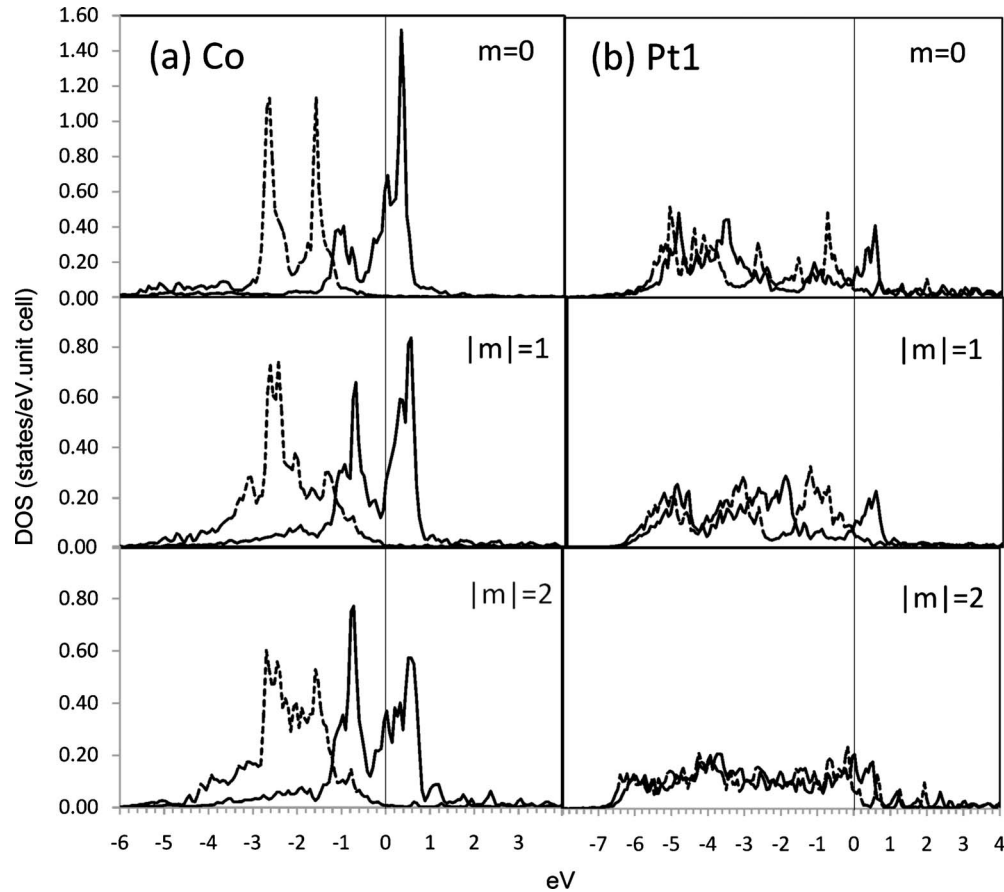 1.60
(a) Co
m=0
(b) Pt1
m=0
1.40
1.20
1.00
0.80
0.60
0.40
0.20
0.00
|m|=1
|m|=1
0.80
0.60
0.40
0.20
0.00
DOS (states/eV.unit cell)
|m|=2
|m|=2
0.80
0.60
0.40
0.20
0.00
-6 -5 -4 -3 -2 -1 0 1 2 3
-7 -6 -5 -4 -3 -2 -1 0 1 2 3 4
eV